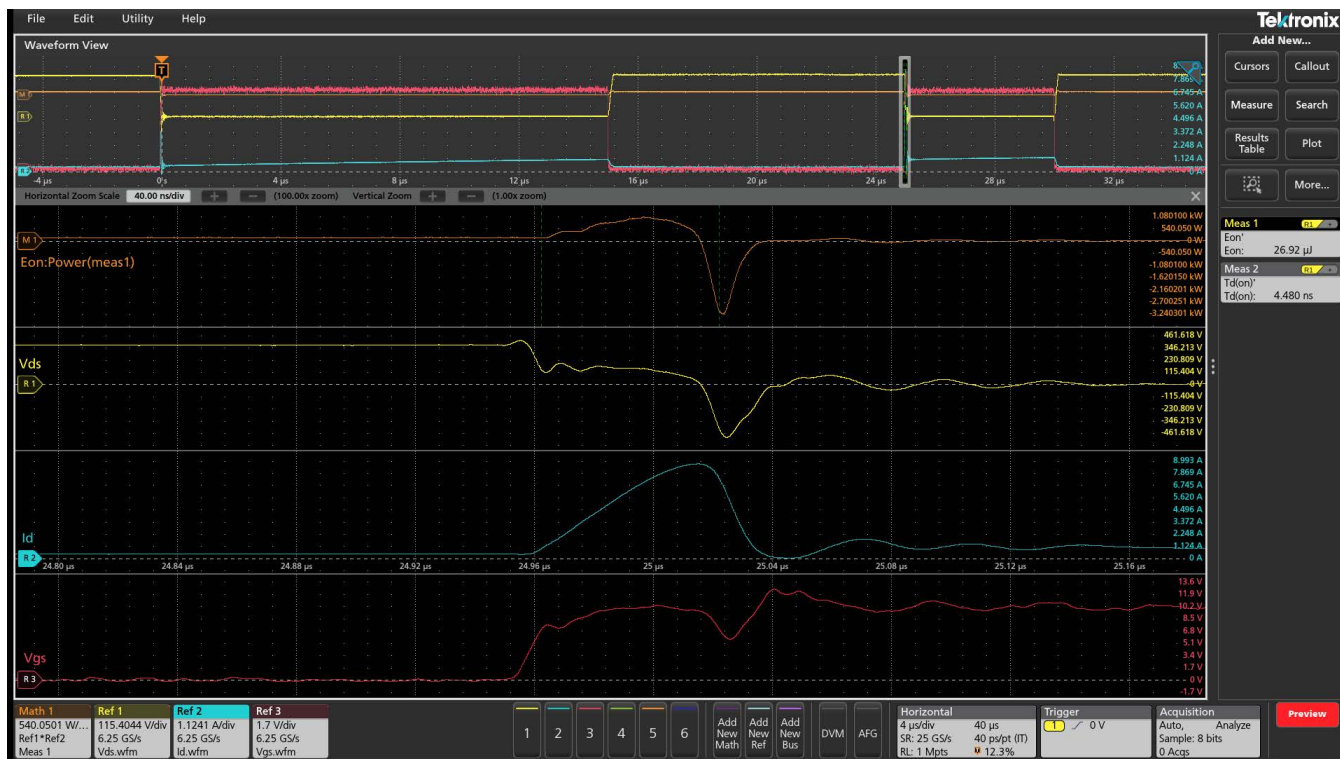 File Edit Utility Help
Tektronix
Waveform View
Add New...
Cursors Callout
Measure Search
Results Table Plot
More...
T
M 1
R 1
R 2
7.869 A
6.745 A
5.620 A
4.496 A
3.372 A
2.248 A
1.124 A
0 A
-4 µs 0 s 4 µs 8 µs 12 µs 16 µs 20 µs 24 µs 28 µs 32 µs
Horizontal Zoom Scale 40.00 ns/div + − (100.00x zoom) Vertical Zoom + − (1.00x zoom)
M 1
Eon:Power(meas1)
1.080100 kW
540.050 W
0 W
-540.050 W
-1.080100 kW
-1.620150 kW
-2.160201 kW
-2.700251 kW
-3.240301 kW
Vds
R 1
461.618 V
346.213 V
230.809 V
115.404 V
0 V
-115.404 V
-230.809 V
-346.213 V
-461.618 V
Id
R 2
8.993 A
7.869 A
6.745 A
5.620 A
4.496 A
3.372 A
2.248 A
1.124 A
0 A
24.80 µs 24.84 µs 24.88 µs 24.92 µs 24.96 µs 25 µs 25.04 µs 25.08 µs 25.12 µs 25.16 µs
Vgs
R 3
13.6 V
11.9 V
10.2 V
8.5 V
6.8 V
5.1 V
3.4 V
1.7 V
0 V
-1.7 V
Meas 1 R1
Eon'
Eon: 26.92 µJ
Meas 2 R1
Td(on)'
Td(on): 4.480 ns
Math 1
540.0501 W/...
Ref1*Ref2
Meas 1
Ref 1
115.4044 V/div
6.25 GS/s
Vds.wfm
Ref 2
1.1241 A/div
6.25 GS/s
Id.wfm
Ref 3
1.7 V/div
6.25 GS/s
Vgs.wfm
1 2 3 4 5 6
Add New Math
Add New Ref
Add New Bus
DVM AFG
Horizontal
4 µs/div 40 µs
SR: 25 GS/s 40 ps/pt (IT)
RL: 1 Mpts 12.3%
Trigger
1 0 V
Acquisition
Auto, Analyze
Sample: 8 bits
0 Acqs
Preview